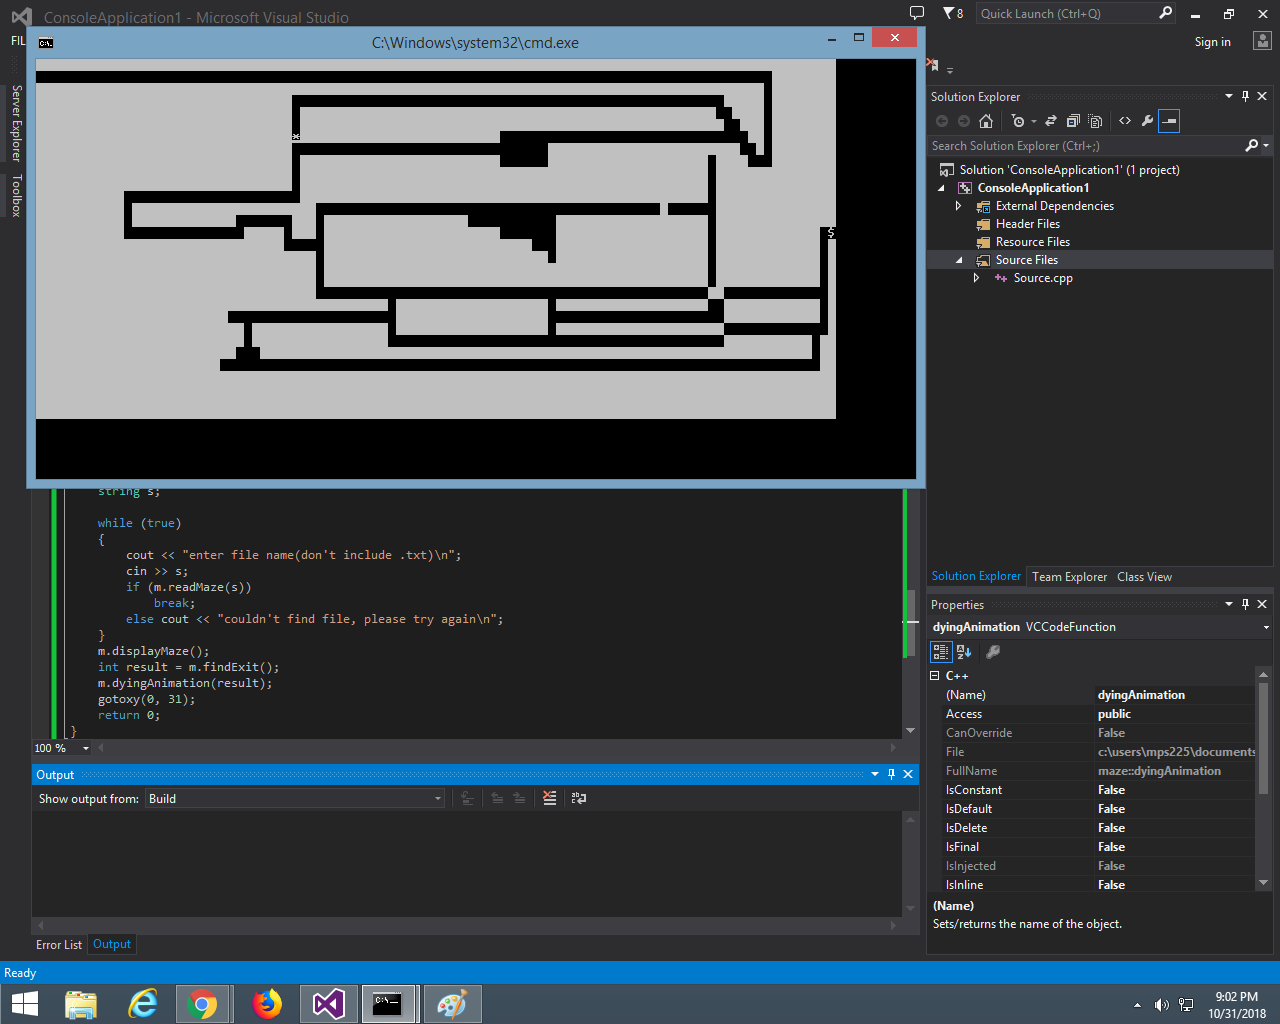 ConsoleApplication1 - Microsoft Visual Studio
8
Quick Launch (Ctrl+Q)
FIL
C:\Windows\system32\cmd.exe
Sign in
Server Explorer
Toolbox
*
$
Solution Explorer
Search Solution Explorer (Ctrl+;)
Solution 'ConsoleApplication1' (1 project)
ConsoleApplication1
External Dependencies
Header Files
Resource Files
Source Files
Source.cpp
string s;
while (true)
{
cout << "enter file name(don't include .txt)\n";
cin >> s;
if (m.readMaze(s))
break;
else cout << "couldn't find file, please try again\n";
}
m.displayMaze();
int result = m.findExit();
m.dyingAnimation(result);
gotoxy(0, 31);
return 0;
}
100 %
Solution Explorer Team Explorer Class View
Properties
dyingAnimation VCCodeFunction
C++
(Name) dyingAnimation
Access public
CanOverride False
File c:\users\mps225\documents
FullName maze::dyingAnimation
IsConstant False
IsDefault False
IsDelete False
IsFinal False
IsInjected False
IsInline False
(Name)
Sets/returns the name of the object.
Output
Show output from: Build
Error List Output
Ready
9:02 PM
10/31/2018